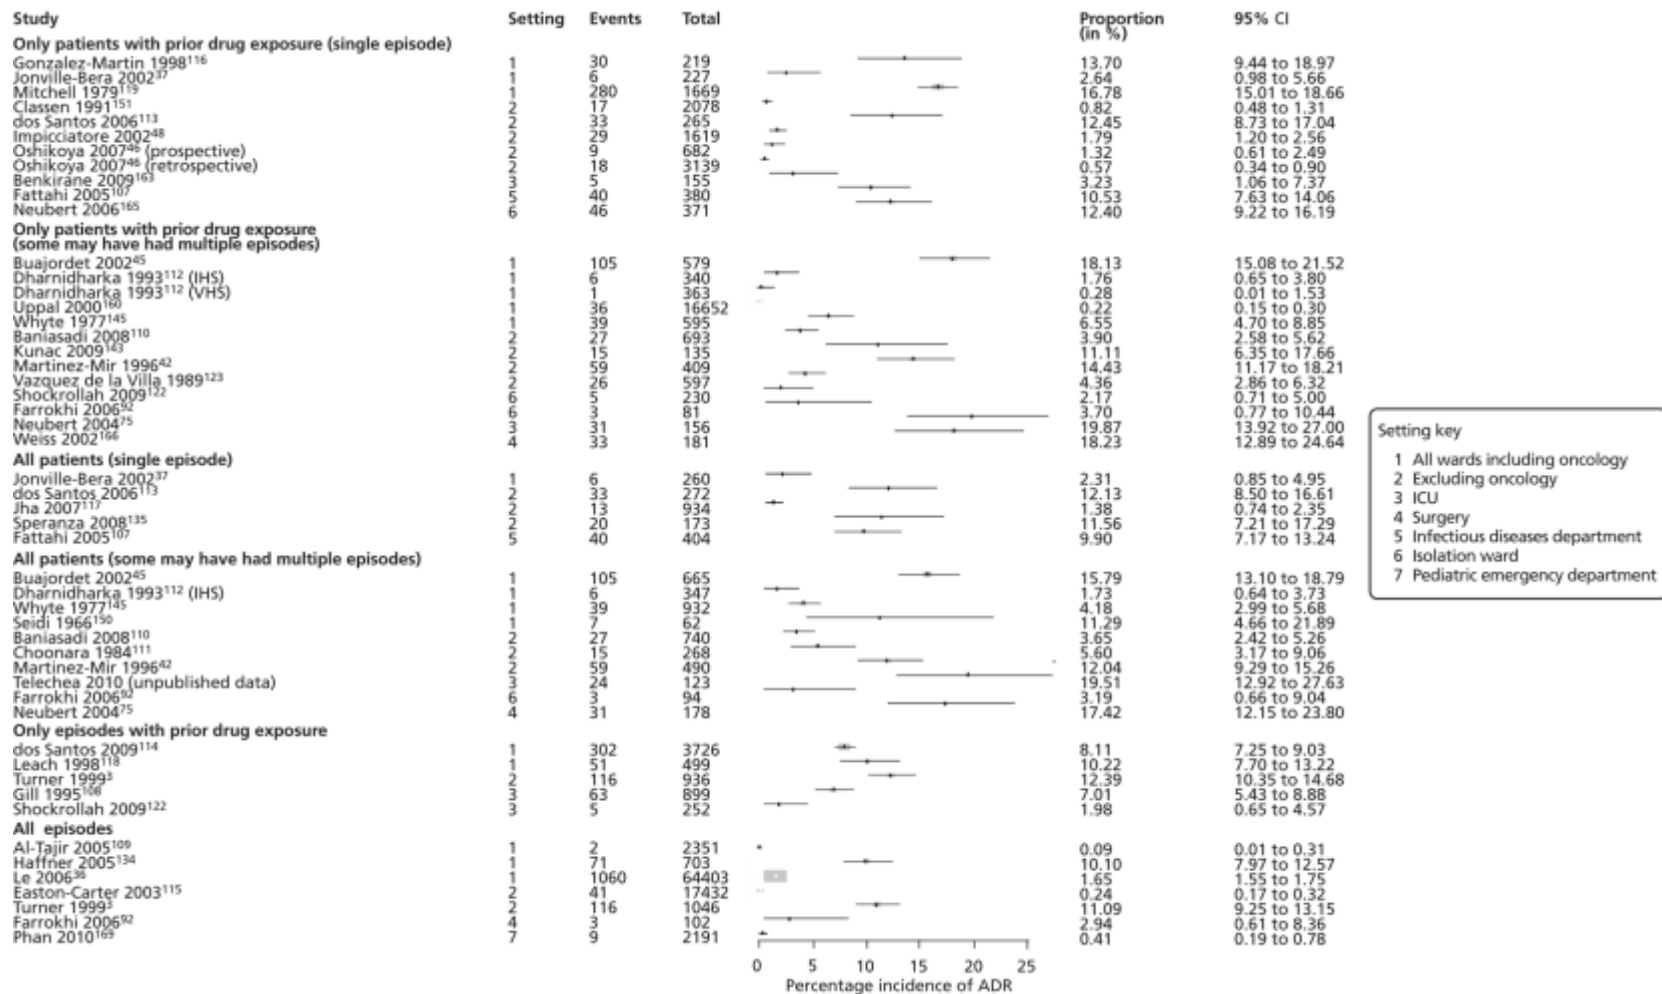 Study Setting Events Total Proportion (in %) 95% CI
Only patients with prior drug exposure (single episode)
Gonzalez-Martin 1998116 1 30 219 13.70 9.44 to 18.97
Jonville-Bera 200237 1 6 227 2.64 0.98 to 5.66
Mitchell 1979119 1 280 1669 16.78 15.01 to 18.66
Classen 1991151 2 17 2078 0.82 0.48 to 1.31
dos Santos 2006113 2 33 265 12.45 8.73 to 17.04
Impicciatore 200248 2 29 1619 1.79 1.20 to 2.56
Oshikoya 200746 (prospective) 2 9 682 1.32 0.61 to 2.49
Oshikoya 200746 (retrospective) 2 18 3139 0.57 0.34 to 0.90
Benkirane 2009163 3 5 155 3.23 1.06 to 7.37
Fattahi 2005107 5 40 380 10.53 7.63 to 14.06
Neubert 2006165 6 46 371 12.40 9.22 to 16.19
Only patients with prior drug exposure
(some may have had multiple episodes)
Buajordet 200245 1 105 579 18.13 15.08 to 21.52
Dharnidharka 1993112 (IHS) 1 6 340 1.76 0.65 to 3.80
Dharnidharka 1993112 (VHS) 1 1 363 0.28 0.01 to 1.53
Uppal 2000160 1 36 16652 0.22 0.15 to 0.30
Whyte 1977145 1 39 595 6.55 4.70 to 8.85
Baniasadi 2008110 2 27 693 3.90 2.58 to 5.62
Kunac 2009143 2 15 135 11.11 6.35 to 17.66
Martinez-Mir 199642 2 59 409 14.43 11.17 to 18.21
Vazquez de la Villa 1989123 2 26 597 4.36 2.86 to 6.32
Shockrollah 2009122 6 5 230 2.17 0.71 to 5.00
Farrokhi 200692 6 3 81 3.70 0.77 to 10.44
Neubert 200475 3 31 156 19.87 13.92 to 27.00
Weiss 2002166 4 33 181 18.23 12.89 to 24.64
All patients (single episode)
Jonville-Bera 200237 1 6 260 2.31 0.85 to 4.95
dos Santos 2006113 2 33 272 12.13 8.50 to 16.61
Jha 2007117 2 13 934 1.38 0.74 to 2.35
Speranza 2008135 2 20 173 11.56 7.21 to 17.29
Fattahi 2005107 5 40 404 9.90 7.17 to 13.24
All patients (some may have had multiple episodes)
Buajordet 200245 1 105 665 15.79 13.10 to 18.79
Dharnidharka 1993112 (IHS) 1 6 347 1.73 0.64 to 3.73
Whyte 1977145 1 39 932 4.18 2.99 to 5.68
Seidi 1966150 1 7 62 11.29 4.66 to 21.89
Baniasadi 2008110 2 27 740 3.65 2.42 to 5.26
Choonara 1984111 2 15 268 5.60 3.17 to 9.06
Martinez-Mir 199642 2 59 490 12.04 9.29 to 15.26
Telechea 2010 (unpublished data) 3 24 123 19.51 12.92 to 27.63
Farrokhi 200692 6 3 94 3.19 0.66 to 9.04
Neubert 200475 4 31 178 17.42 12.15 to 23.80
Only episodes with prior drug exposure
dos Santos 2009114 1 302 3726 8.11 7.25 to 9.03
Leach 1998118 1 51 499 10.22 7.70 to 13.22
Turner 19993 2 116 936 12.39 10.35 to 14.68
Gill 1995108 3 63 899 7.01 5.43 to 8.88
Shockrollah 2009122 3 5 252 1.98 0.65 to 4.57
All episodes
Al-Tajir 2005109 1 2 2351 0.09 0.01 to 0.31
Haffner 2005134 1 71 703 10.10 7.97 to 12.57
Le 200636 1 1060 64403 1.65 1.55 to 1.75
Easton-Carter 2003115 2 41 17432 0.24 0.17 to 0.32
Turner 19993 2 116 1046 11.09 9.25 to 13.15
Farrokhi 200692 4 3 102 2.94 0.61 to 8.36
Phan 2010169 7 9 2191 0.41 0.19 to 0.78
0 5 10 15 20 25
Percentage incidence of ADR
Setting key
1 All wards including oncology
2 Excluding oncology
3 ICU
4 Surgery
5 Infectious diseases department
6 Isolation ward
7 Pediatric emergency department